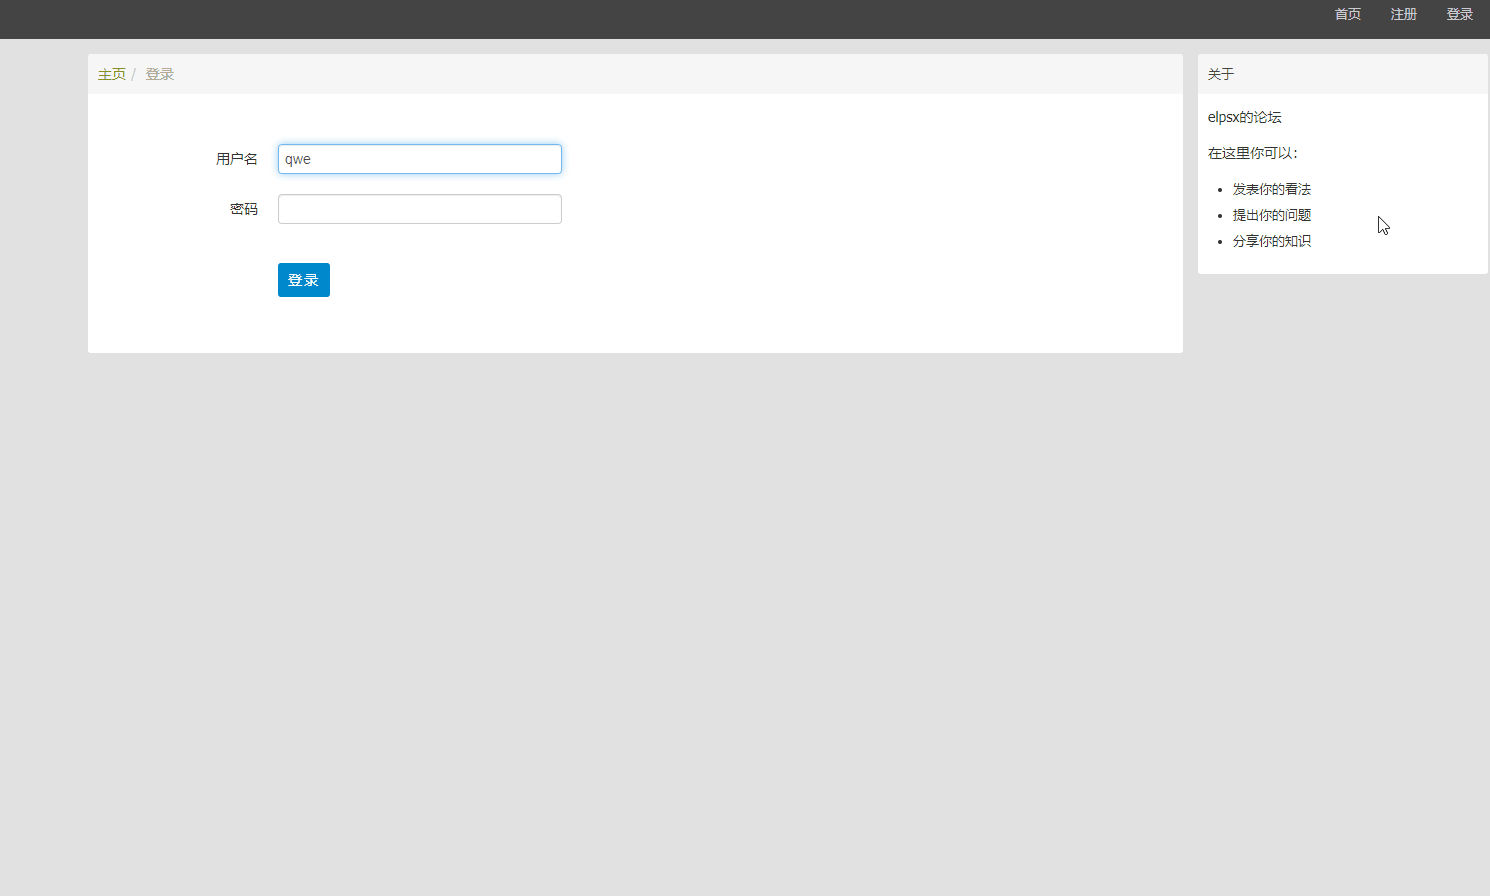 首页 注册 登录
主页 / 登录
用户名 qwe
密码
登录
关于
elpsx的论坛
在这里你可以：
发表你的看法
提出你的问题
分享你的知识